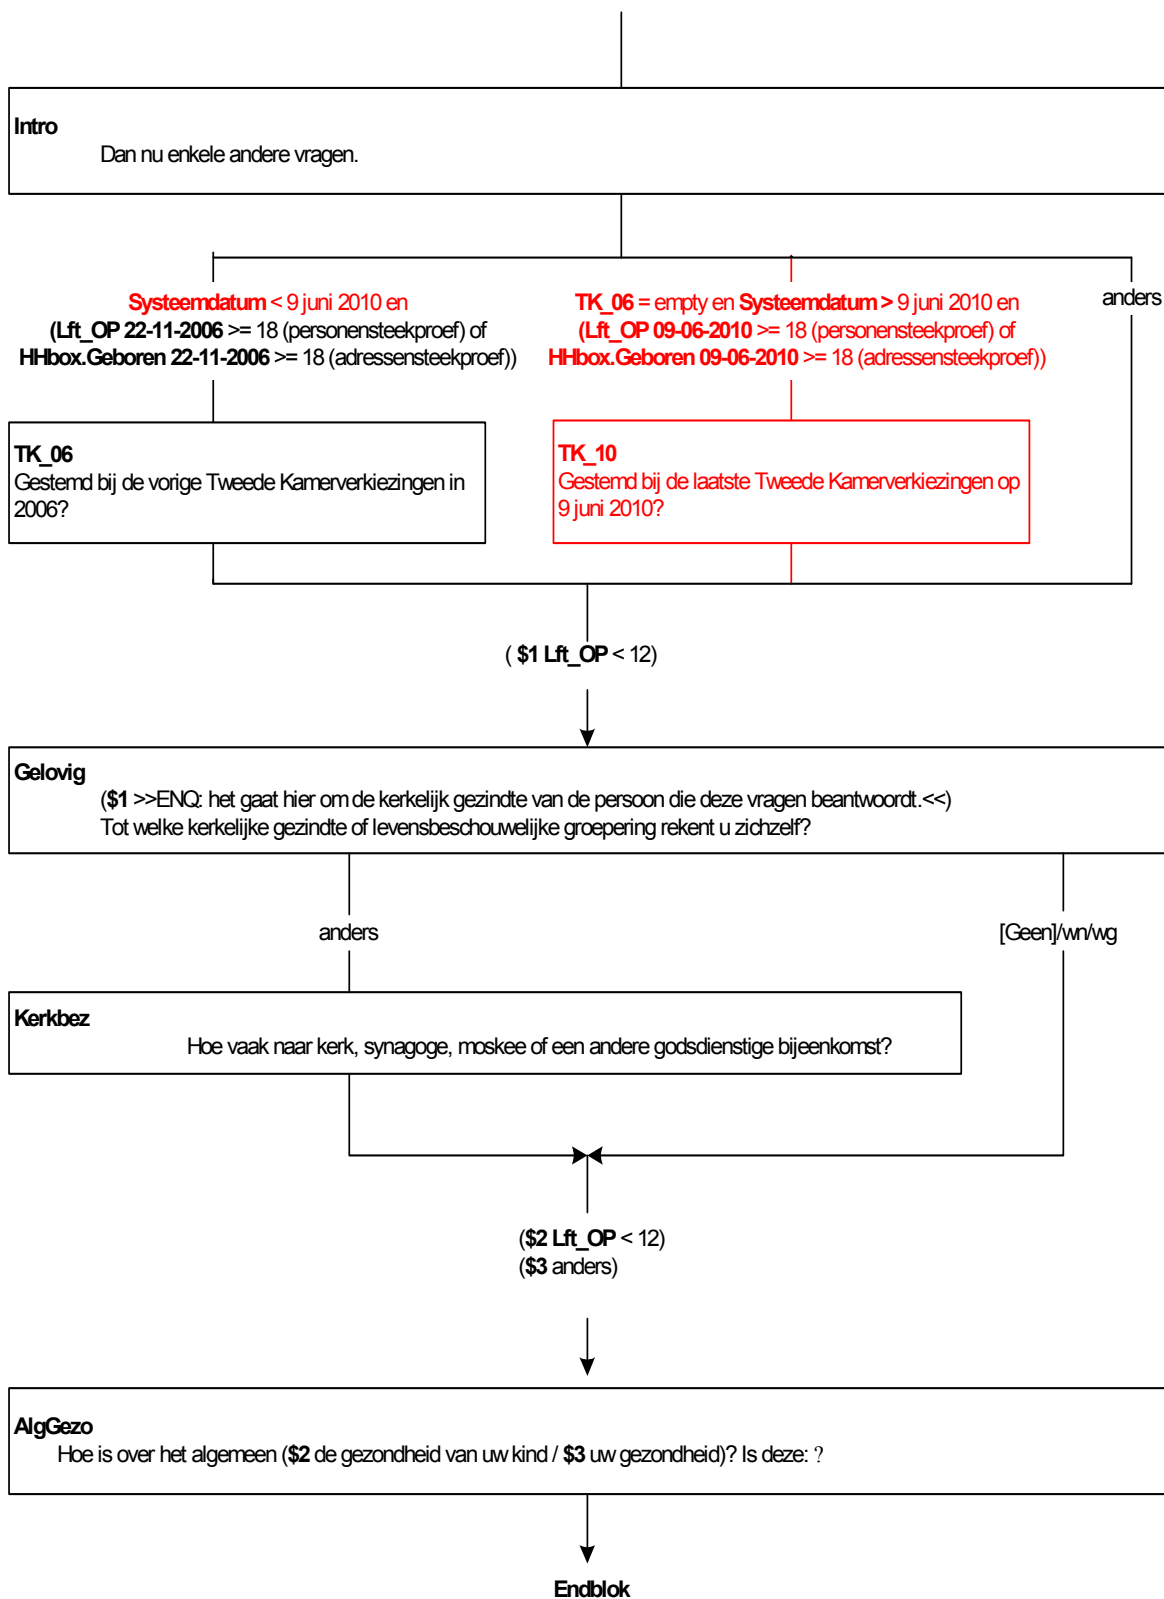 Intro
Dan nu enkele andere vragen.
Systeemdatum < 9 juni 2010 en
(Lft_OP 22-11-2006 >= 18 (personensteekproef) of
HHbox.Geboren 22-11-2006 >= 18 (adressensteekproef))
TK_06 = empty en Systeemdatum > 9 juni 2010 en
(Lft_OP 09-06-2010 >= 18 (personensteekproef) of
HHbox.Geboren 09-06-2010 >= 18 (adressensteekproef))
anders
TK_06
Gestemd bij de vorige Tweede Kamerverkiezingen in
2006?
TK_10
Gestemd bij de laatste Tweede Kamerverkiezingen op
9 juni 2010?
( $1 Lft_OP < 12)
Gelovig
($1 >>ENQ: het gaat hier om de kerkelijk gezindte van de persoon die deze vragen beantwoordt.<<)
Tot welke kerkelijke gezindte of levensbeschouwelijke groepering rekent u zichzelf?
anders
[Geen]/wn/wg
Kerkbez
Hoe vaak naar kerk, synagoge, moskee of een andere godsdienstige bijeenkomst?
($2 Lft_OP < 12)
($3 anders)
AlgGezo
Hoe is over het algemeen ($2 de gezondheid van uw kind / $3 uw gezondheid)? Is deze: ?
Endblok